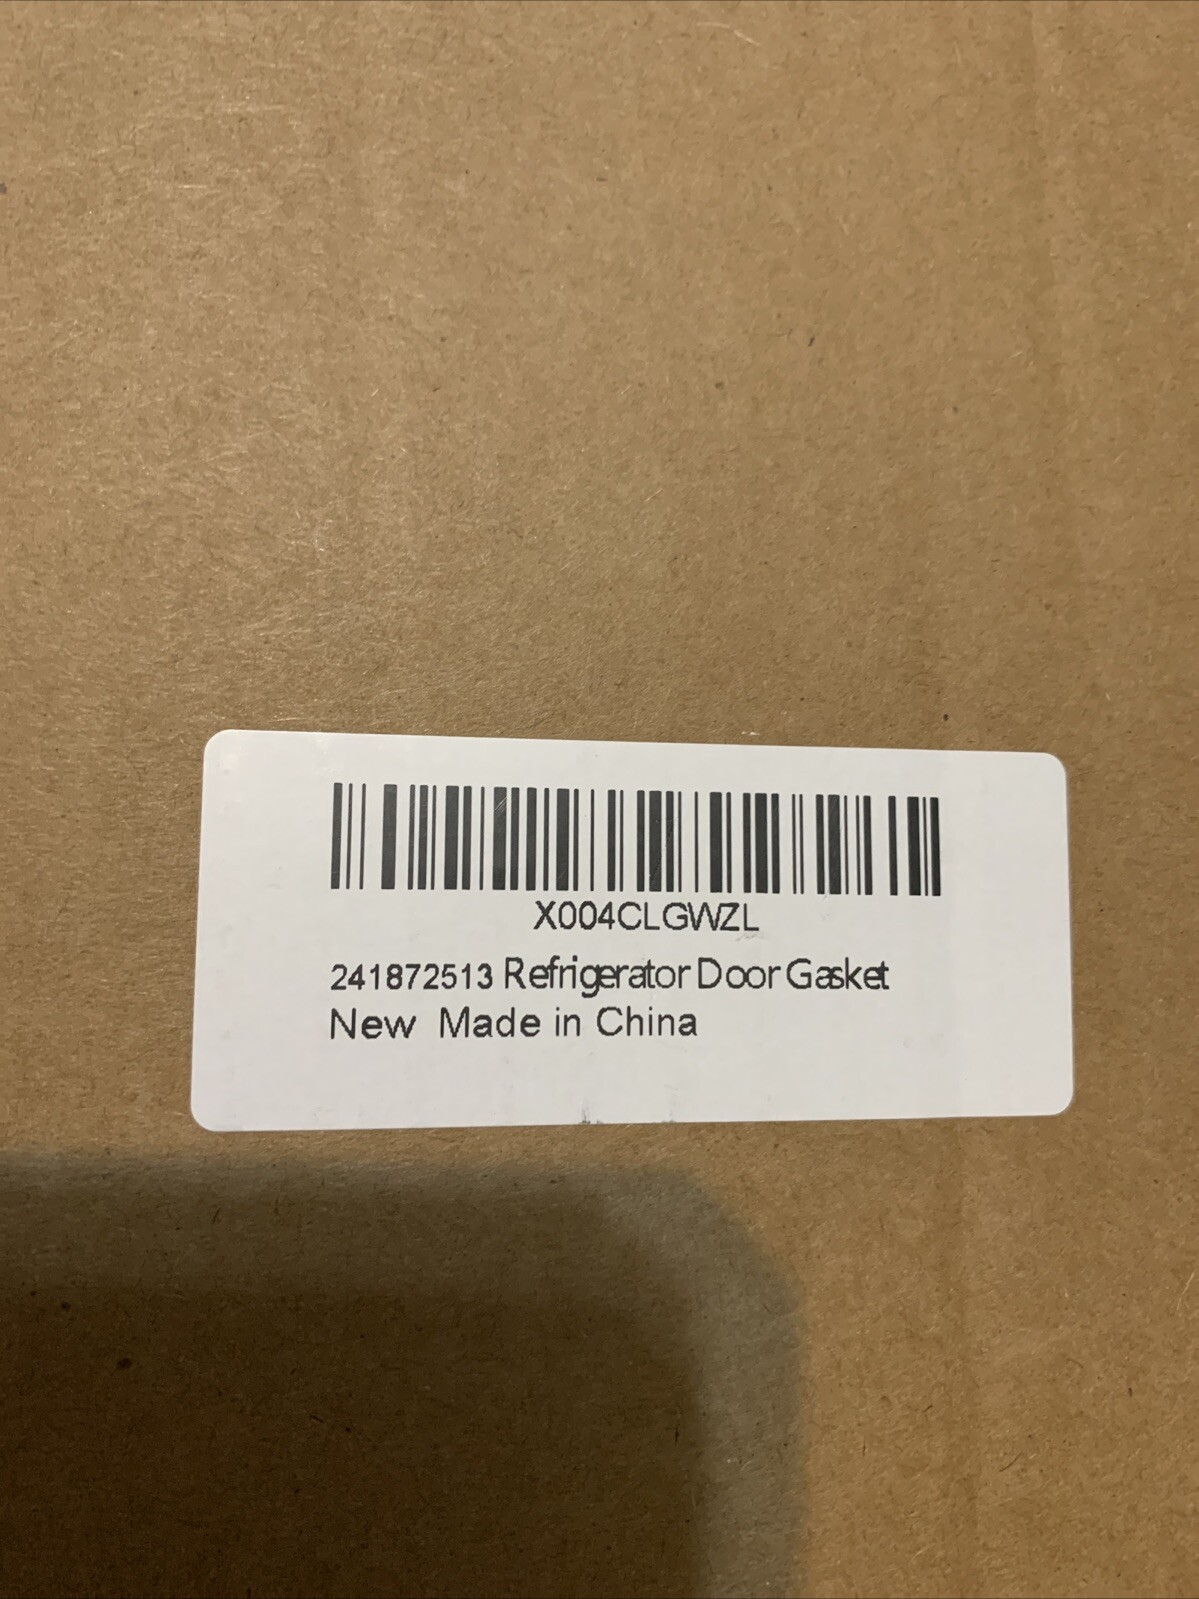 X004CLGWZL
241872513 Refrigerator Door Gasket
New  Made in China